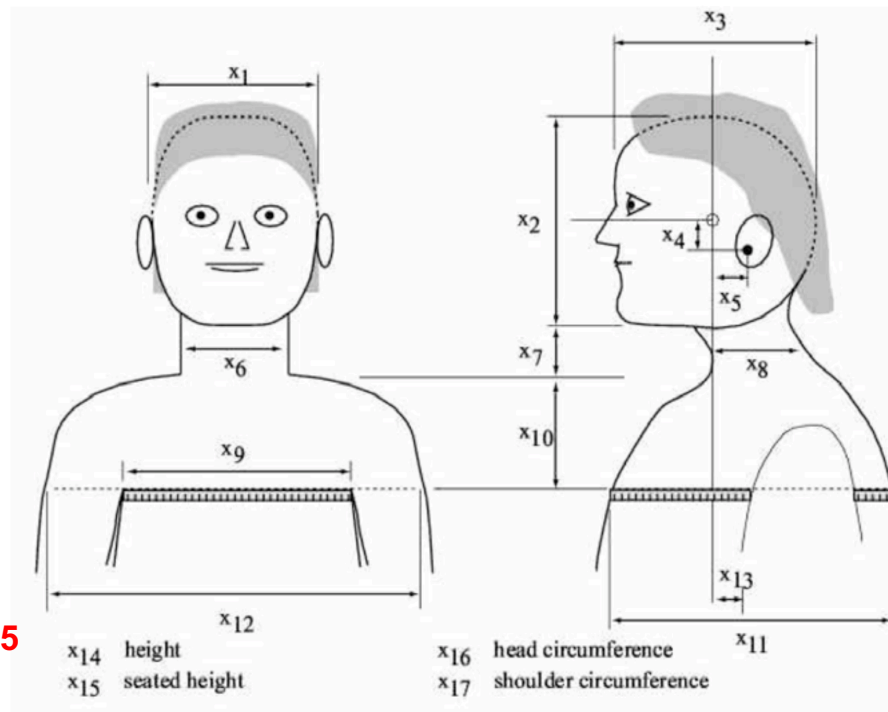 x3
x1
x2
x4
x5
x6
x7
x8
x9
x10
x13
x12
x11
5
x14 height
x16 head circumference
x15 seated height
x17 shoulder circumference